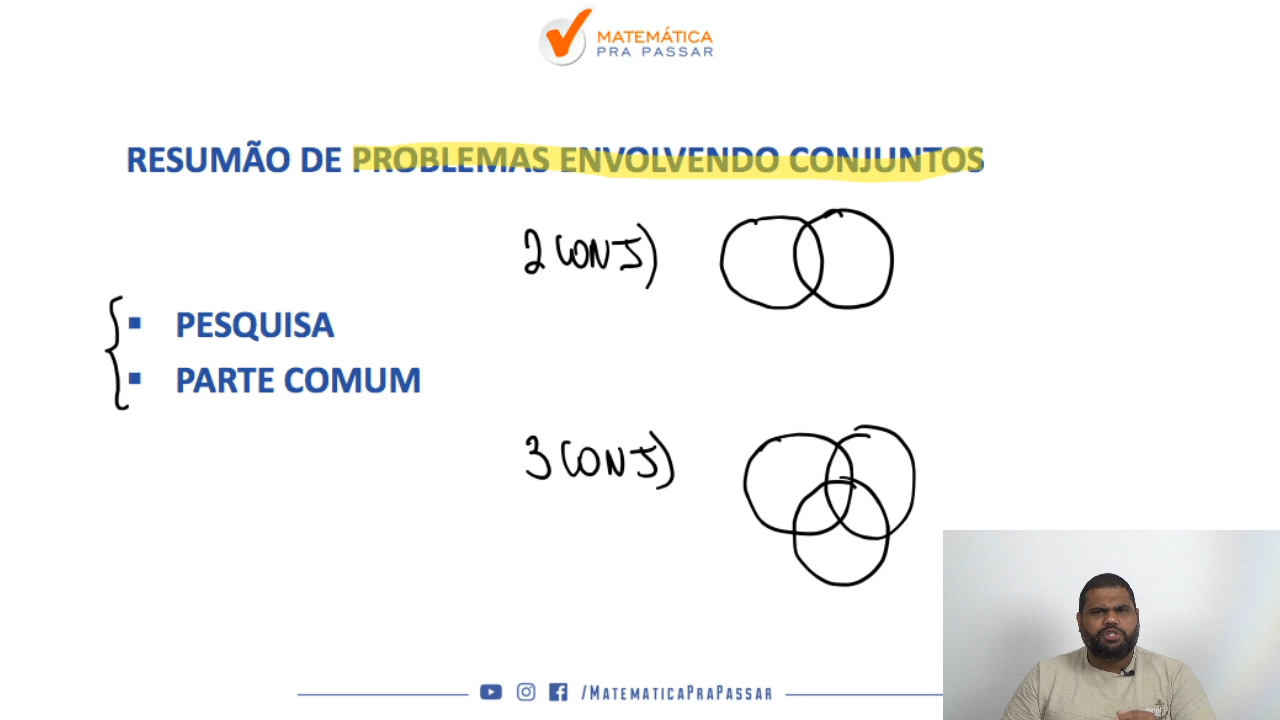 MATEMÁTICA
PRA PASSAR
RESUMÃO DE PROBLEMAS ENVOLVENDO CONJUNTOS
2 CONJ)
PESQUISA
PARTE COMUM
3 CONJ)
/MATEMATICAPRAPASSAR